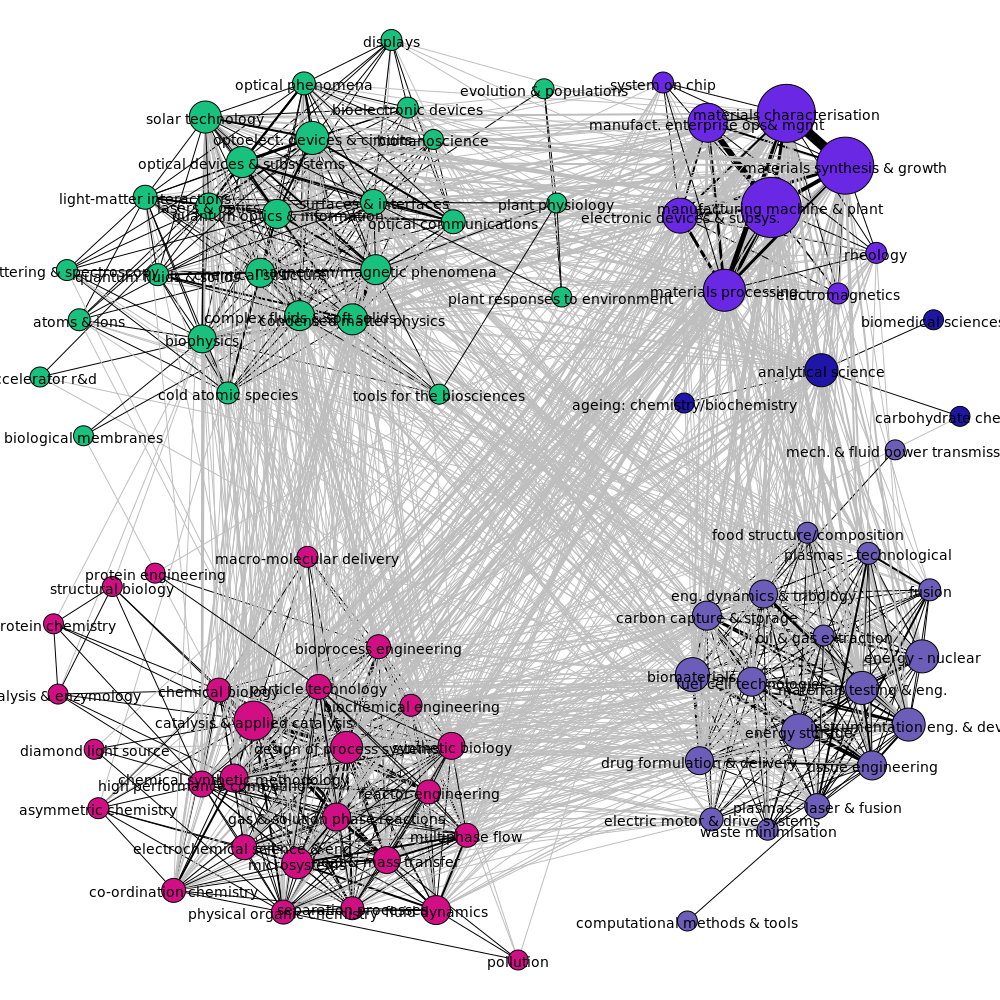 displays
optical phenomena
system on chip
evolution & populations
bioelectronic devices
materials characterisation
solar technology
manufact. enterprise ops& mgmt
optoelect. devices & circuits
bionanoscience
optical devices & subsystems
materials synthesis & growth
light-matter interactions
surfaces & interfaces
plant physiology
lasers & optics
quantum optics & information
manufacturing machine & plant
electronic devices & subsys.
optical communications
rheology
ttering & spectroscopy
quantum fluids & solids
chemical structure
magnetism/magnetic phenomena
materials processing
electromagnetics
plant responses to environment
atoms & ions
complex fluids & soft solids
condensed matter physics
biomedical sciences
biophysics
analytical science
ccelerator r&d
cold atomic species
tools for the biosciences
ageing: chemistry/biochemistry
carbohydrate che
biological membranes
mech. & fluid power transmiss
food structure/composition
macro-molecular delivery
plasmas - technological
protein engineering
structural biology
fusion
eng. dynamics & tribology
carbon capture & storage
rotein chemistry
oil & gas extraction
bioprocess engineering
energy - nuclear
biomaterials
fuel cell technologies
materials testing & eng.
alysis & enzymology
chemical biology
particle technology
biochemical engineering
catalysis & applied catalysis
instrumentation eng. & dev
energy storage
diamond light source
design of process systems
synthetic biology
drug formulation & delivery
tissue engineering
chemical synthetic methodology
high performance computing
reactor engineering
asymmetric chemistry
plasmas - laser & fusion
gas & solution phase reactions
electric motor & drive systems
waste minimisation
multiphase flow
electrochemical science & eng.
microsystems
mass transfer
co-ordination chemistry
physical organic chemistry
separation processes
fluid dynamics
computational methods & tools
pollution